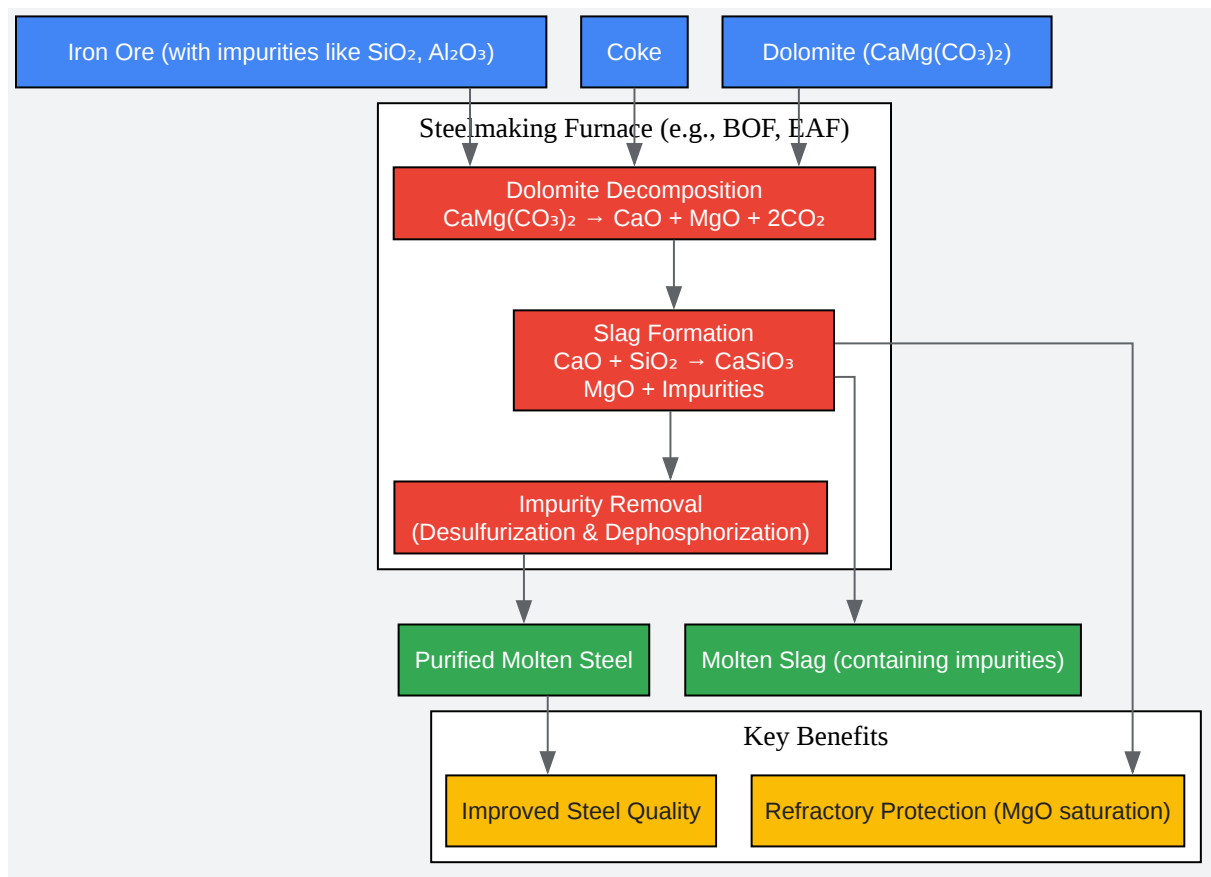 Iron Ore (with impurities like SiO₂, Al₂O₃)
Coke
Dolomite (CaMg(CO₃)₂)
Steelmaking Furnace (e.g., BOF, EAF)
Dolomite Decomposition
CaMg(CO₃)₂ → CaO + MgO + 2CO₂
Slag Formation
CaO + SiO₂ → CaSiO₃
MgO + Impurities
Impurity Removal
(Desulfurization & Dephosphorization)
Purified Molten Steel
Molten Slag (containing impurities)
Key Benefits
Improved Steel Quality
Refractory Protection (MgO saturation)